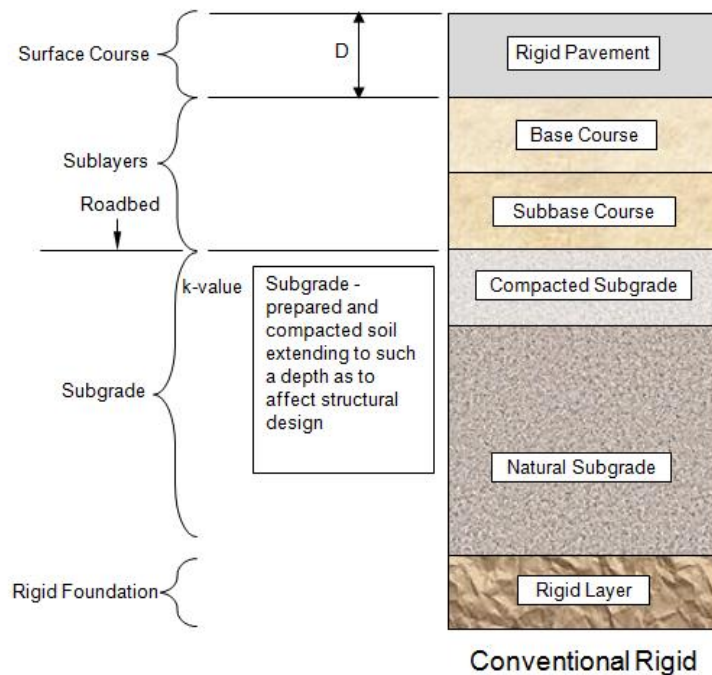 Surface Course
D
Rigid Pavement
Base Course
Sublayers
Roadbed
Subbase Course
k-value
Subgrade -
prepared and
compacted soil
extending to such
a depth as to
affect structural
design
Compacted Subgrade
Subgrade
Natural Subgrade
Rigid Foundation
Rigid Layer
Conventional Rigid